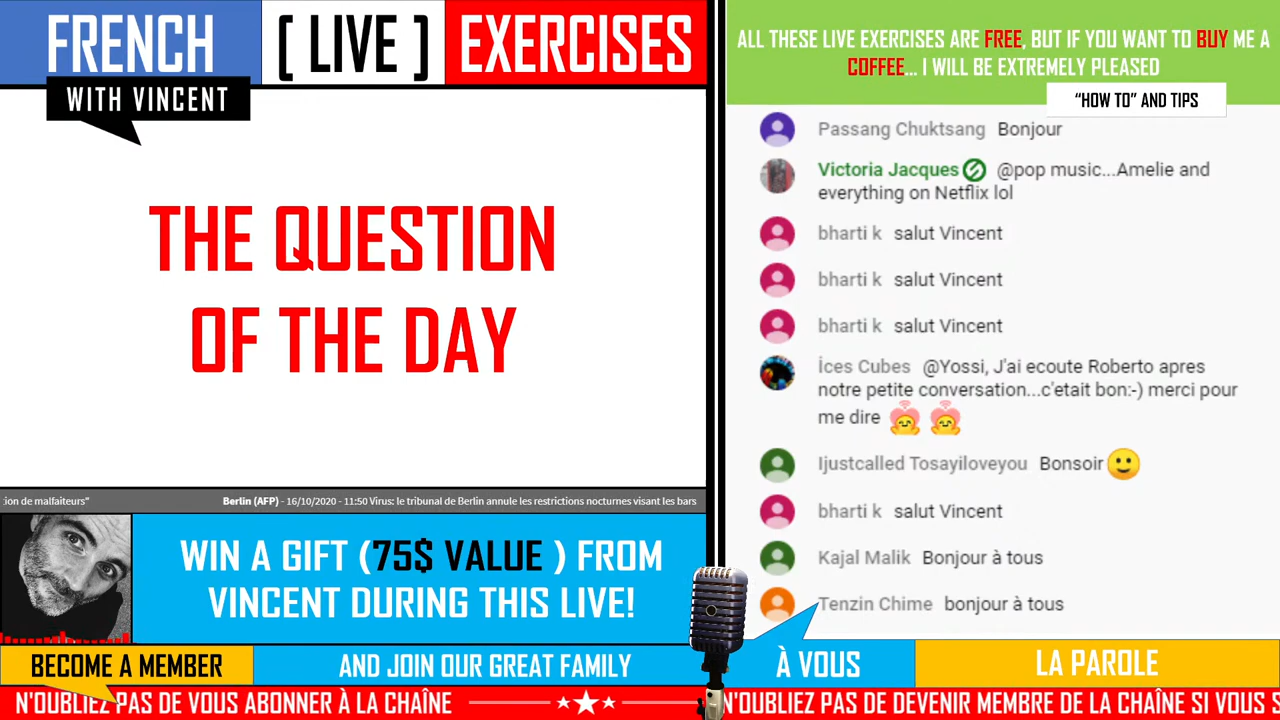 FRENCH [ LIVE ] EXERCISES
WITH VINCENT
THE QUESTION
OF THE DAY
ion de malfaiteurs" Berlin (AFP) - 16/10/2020 - 11:50 Virus: le tribunal de Berlin annule les restrictions nocturnes visant les bars
WIN A GIFT (75$ VALUE ) FROM
VINCENT DURING THIS LIVE!
BECOME A MEMBER AND JOIN OUR GREAT FAMILY
ALL THESE LIVE EXERCISES ARE FREE, BUT IF YOU WANT TO BUY ME A
COFFEE... I WILL BE EXTREMELY PLEASED
“HOW TO” AND TIPS
Passang Chuktsang Bonjour
Victoria Jacques @pop music...Amelie and
everything on Netflix lol
bharti k salut Vincent
bharti k salut Vincent
bharti k salut Vincent
İces Cubes @Yossi, J'ai ecoute Roberto apres
notre petite conversation...c'etait bon:-) merci pour
me dire
Ijustcalled Tosayiloveyou Bonsoir
bharti k salut Vincent
Kajal Malik Bonjour à tous
Tenzin Chime bonjour à tous
À VOUS LA PAROLE
N'OUBLIEZ PAS DE VOUS ABONNER À LA CHAÎNE N'OUBLIEZ PAS DE DEVENIR MEMBRE DE LA CHAÎNE SI VOUS S